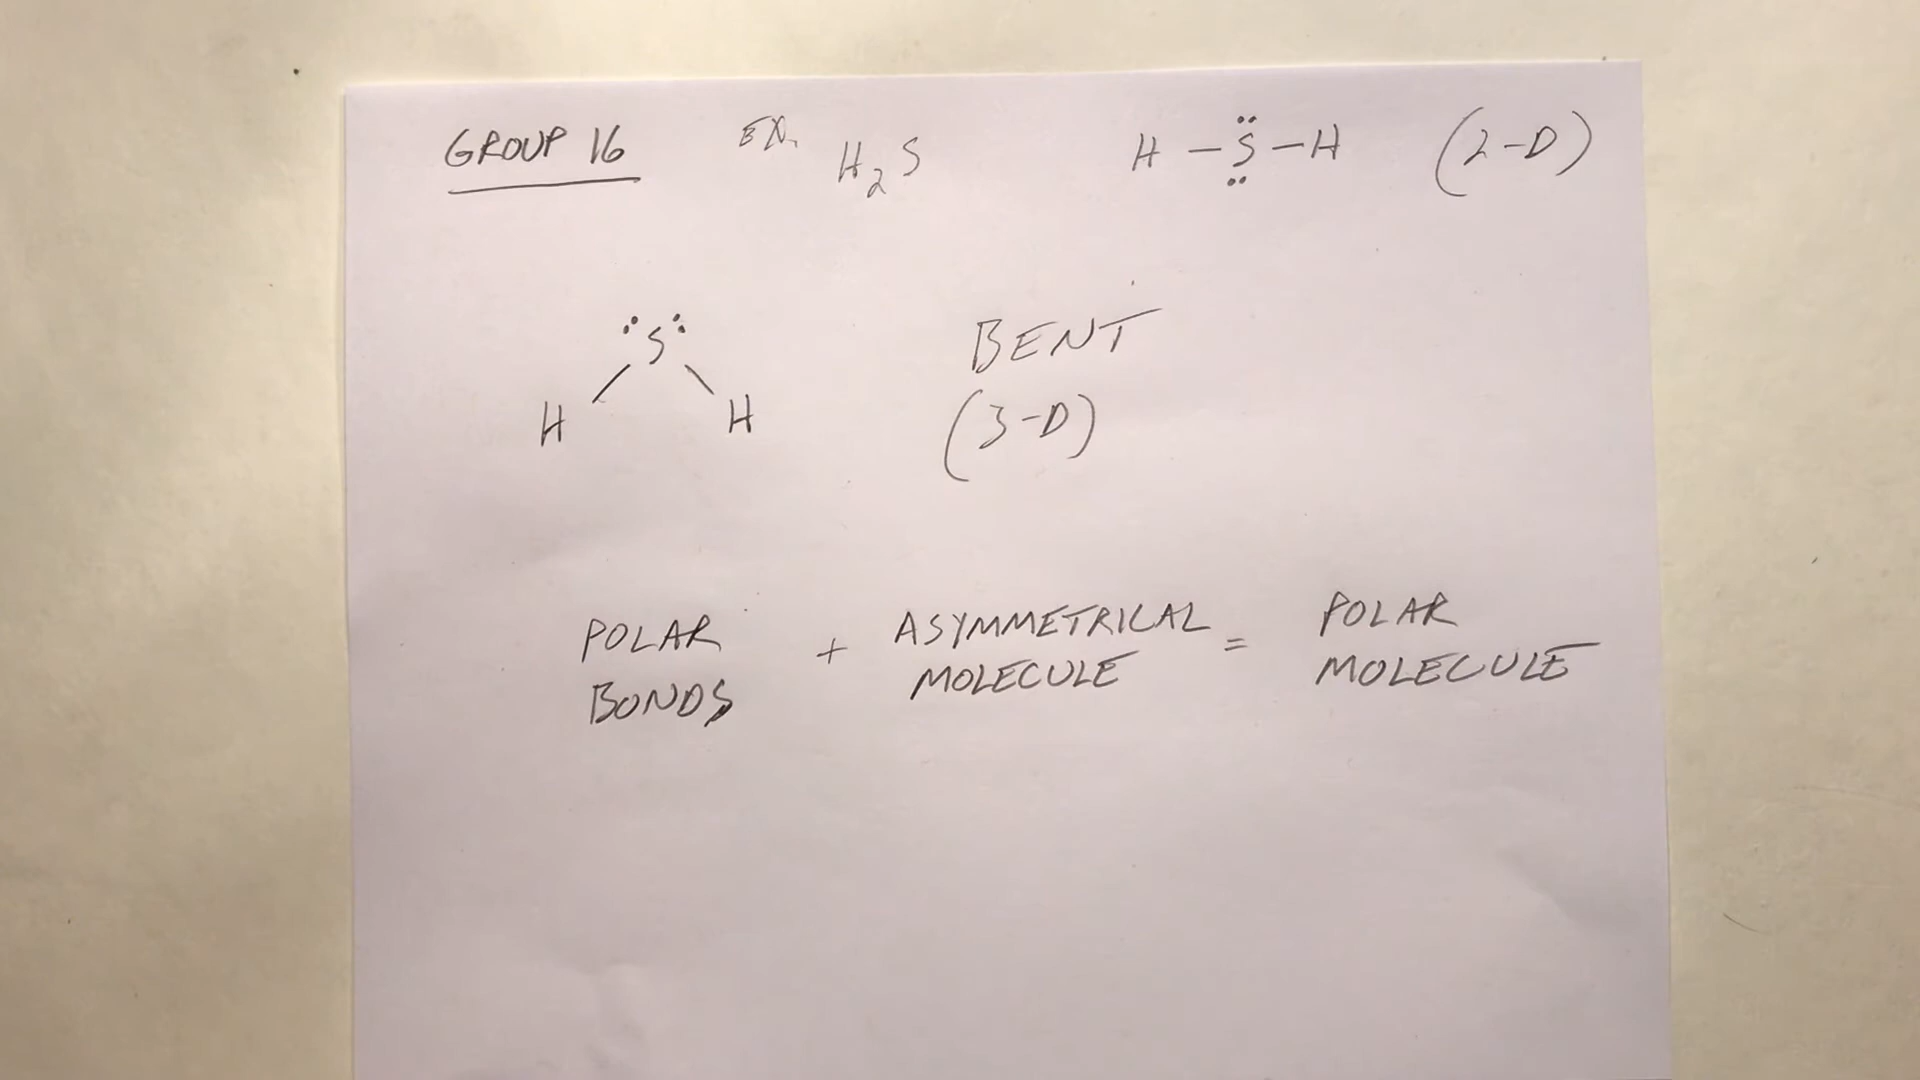 GROUP 16 EX. H₂S H-S̈-H (2-D)
S
H H
BENT
(3-D)
POLAR BONDS + ASYMMETRICAL MOLECULE = POLAR MOLECULE